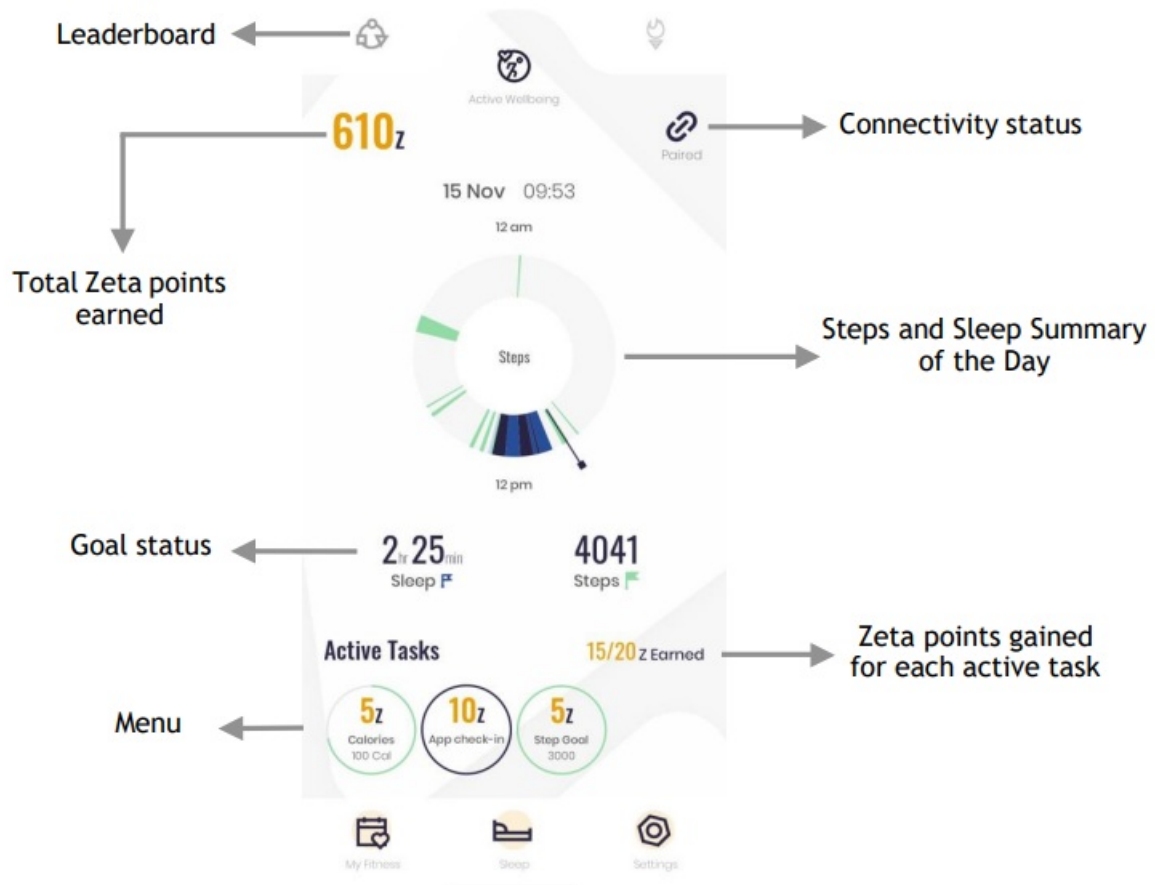 Leaderboard
Active Wellbeing
610z
Connectivity status
Paired
15 Nov 09:53
12 am
Total Zeta points
earned
Steps
Steps and Sleep Summary
of the Day
12 pm
Goal status
2hr 25min
Sleep
4041
Steps
Active Tasks
15/20 Z Earned
Zeta points gained
for each active task
Menu
5z
Calories
100 Cal
10z
App check-in
5z
Step Goal
3000
My Fitness
Sleep
Settings